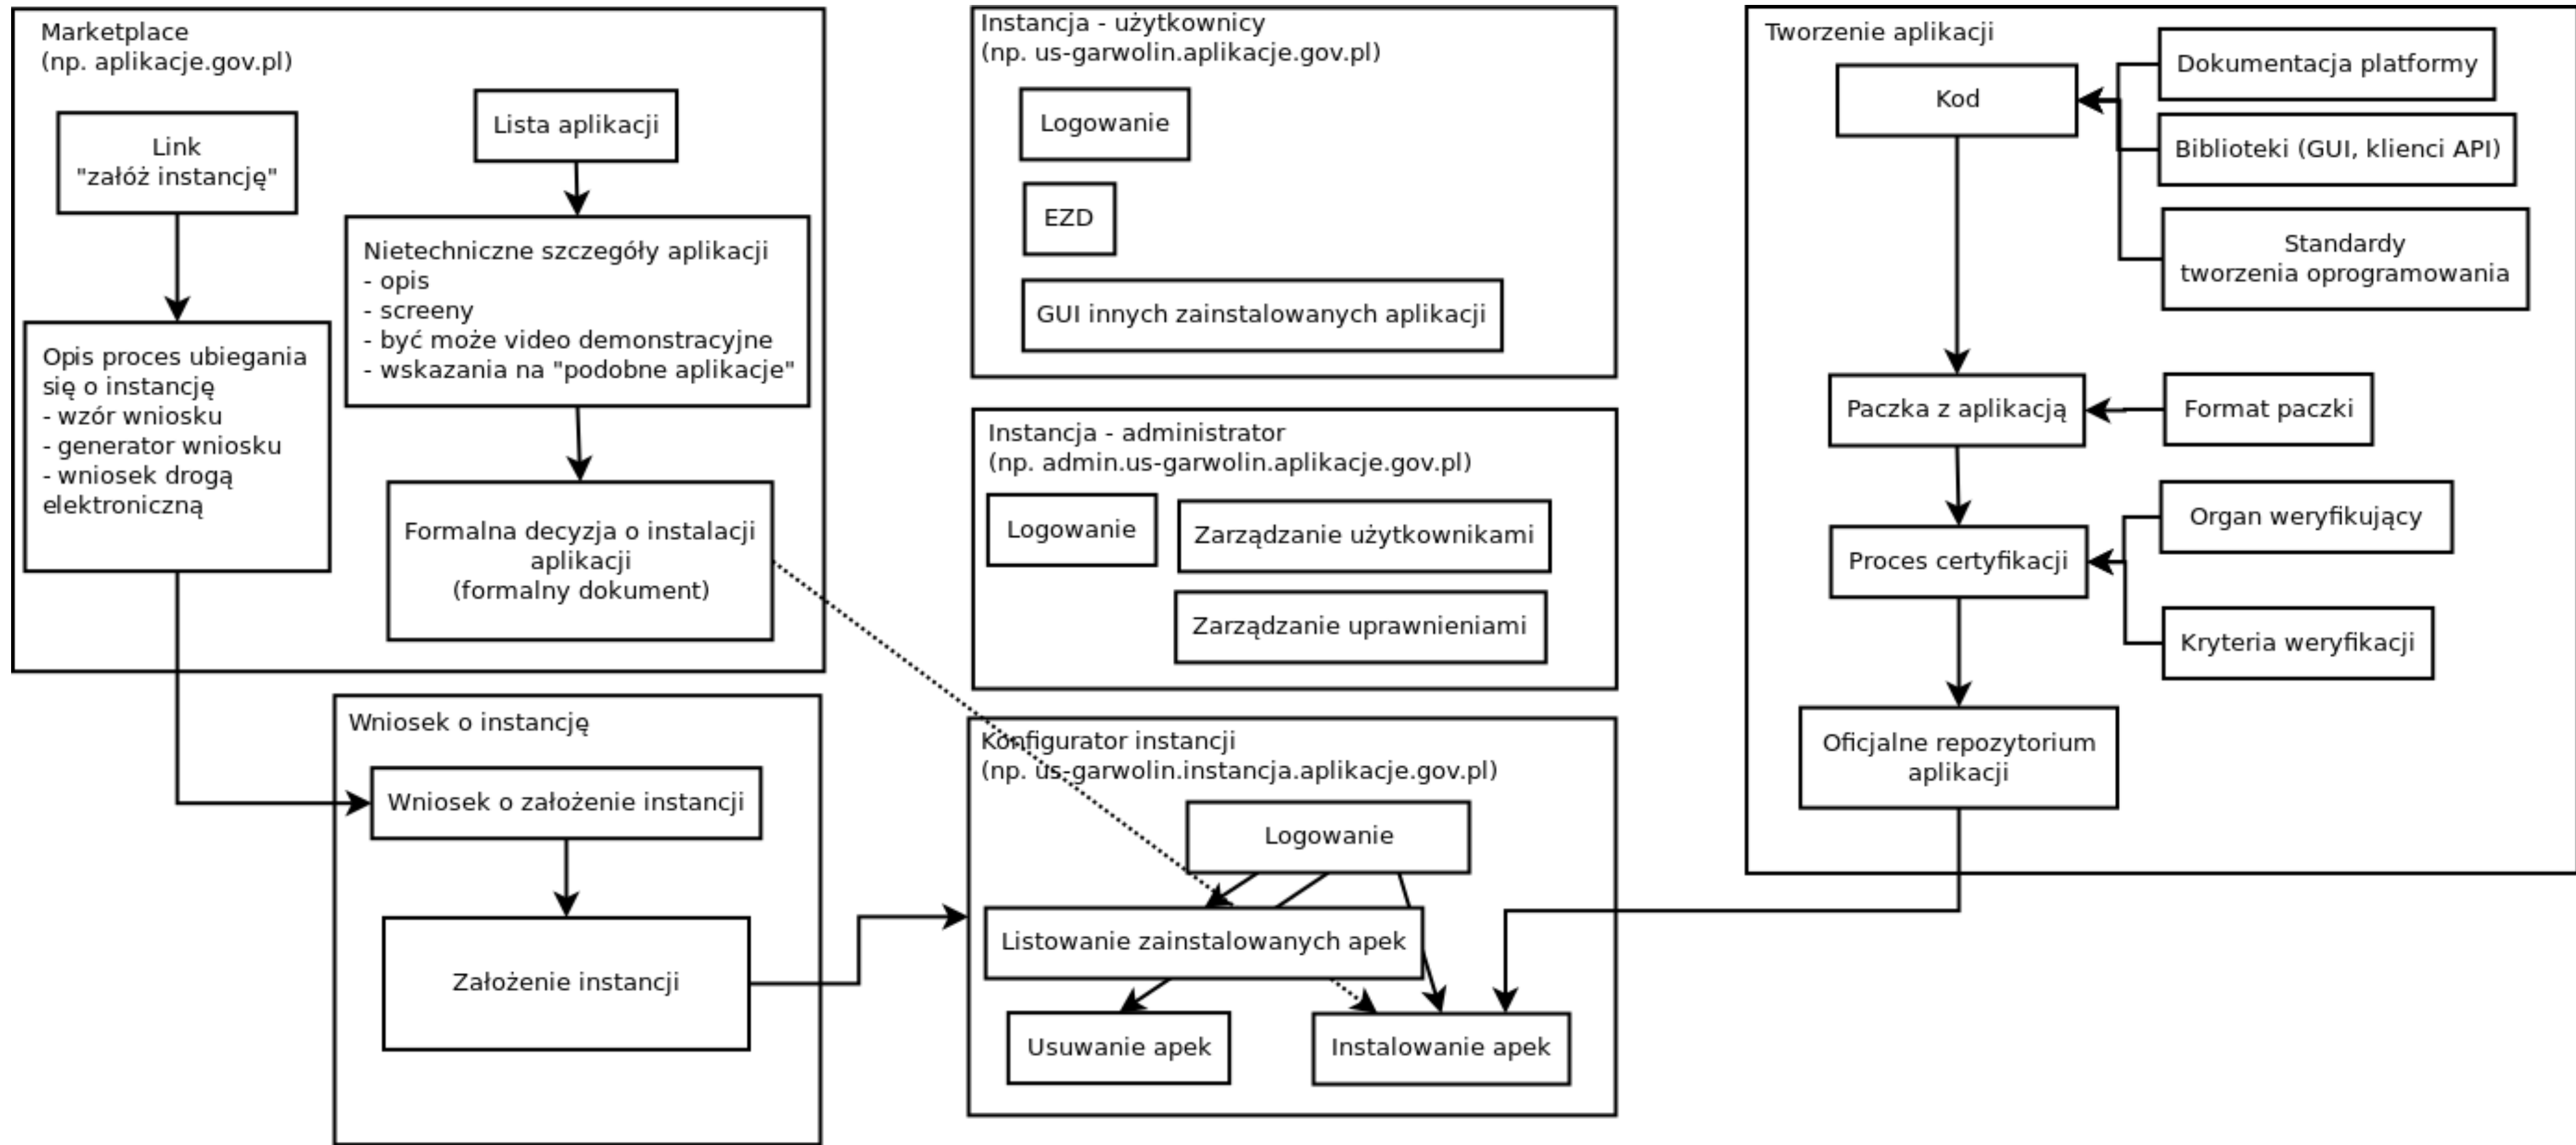 Marketplace
(np. aplikacje.gov.pl)
Link
"załóż instancję"
Lista aplikacji
Nietechniczne szczegóły aplikacji
- opis
- screeny
- być może video demonstracyjne
- wskazania na "podobne aplikacje"
Opis proces ubiegania
się o instancję
- wzór wniosku
- generator wniosku
- wniosek drogą
elektroniczną
Formalna decyzja o instalacji
aplikacji
(formalny dokument)
Wniosek o instancję
Wniosek o założenie instancji
Założenie instancji
Instancja - użytkownicy
(np. us-garwolin.aplikacje.gov.pl)
Logowanie
EZD
GUI innych zainstalowanych aplikacji
Instancja - administrator
(np. admin.us-garwolin.aplikacje.gov.pl)
Logowanie
Zarządzanie użytkownikami
Zarządzanie uprawnieniami
Konfigurator instancji
(np. us-garwolin.instancja.aplikacje.gov.pl)
Logowanie
Listowanie zainstalowanych apek
Usuwanie apek
Instalowanie apek
Tworzenie aplikacji
Kod
Dokumentacja platformy
Biblioteki (GUI, klienci API)
Standardy
tworzenia oprogramowania
Paczka z aplikacją
Format paczki
Organ weryfikujący
Proces certyfikacji
Kryteria weryfikacji
Oficjalne repozytorium
aplikacji